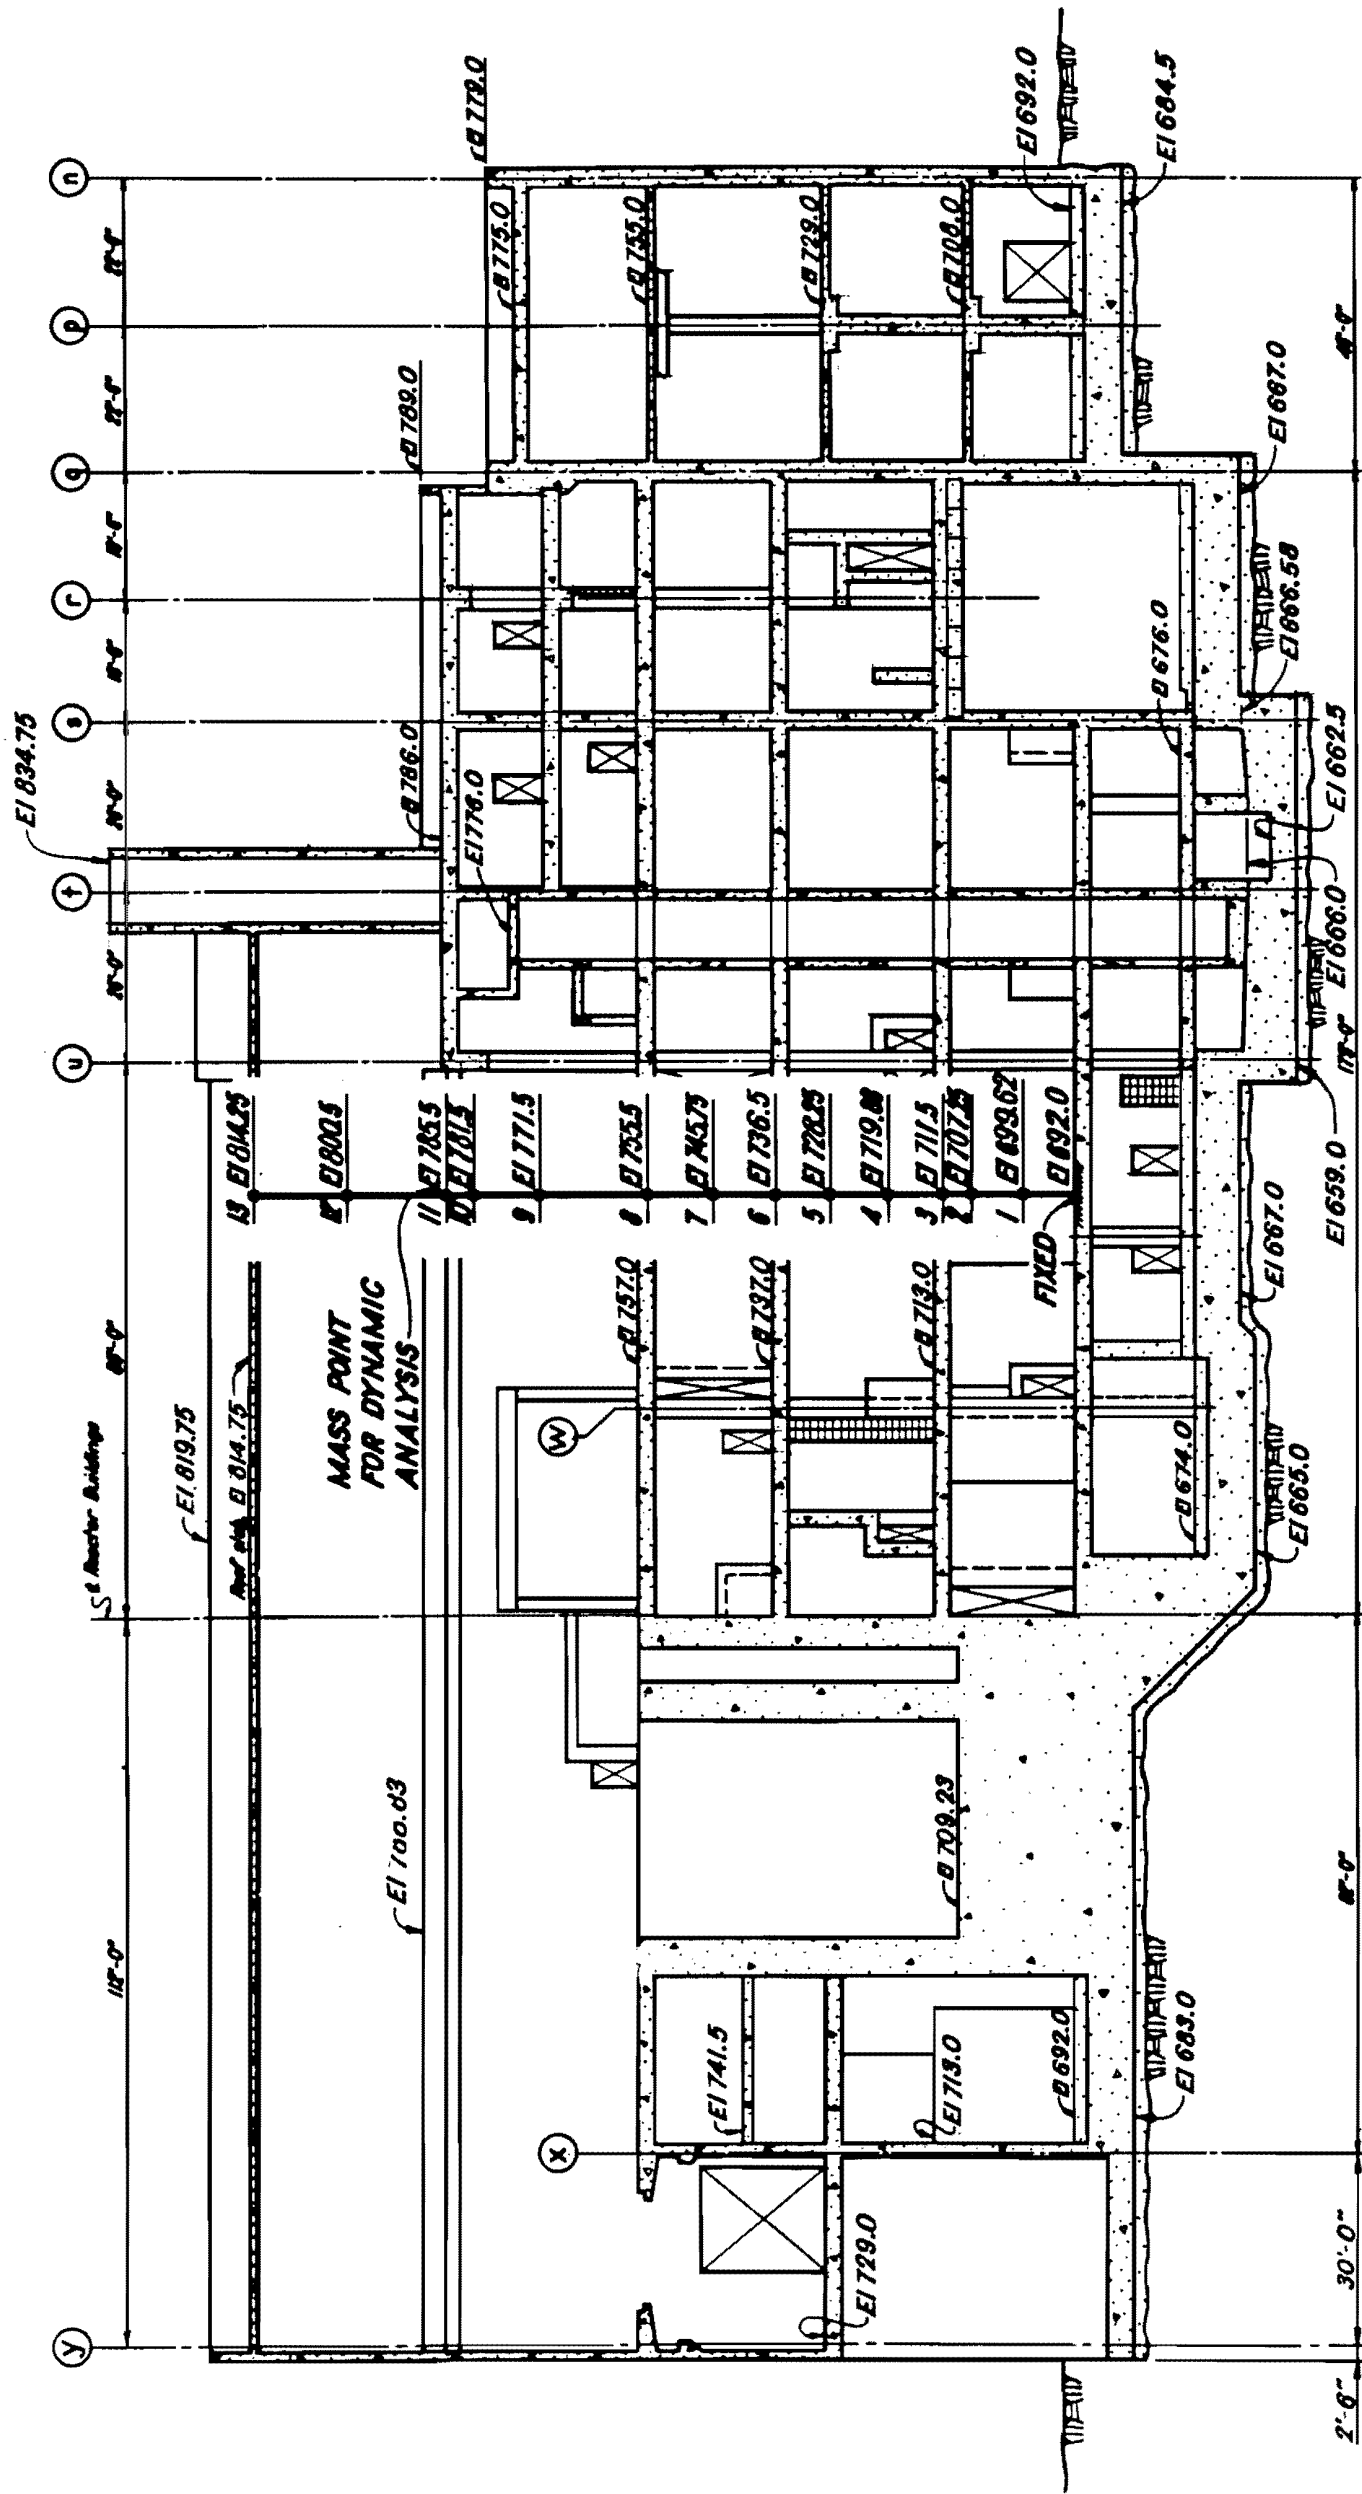 y
x
w
u
t
s
r
q
p
n
112'-0"
℄ Reactor Buildings
El 819.75
Roof slab El 814.75
El 834.75
El 789.0
El 779.0
El 786.0
El 776.0
El 775.0
El 755.0
El 729.0
El 708.0
El 692.0
El 684.5
MASS POINT
FOR DYNAMIC
ANALYSIS
13 El 814.25
12 El 800.5
11 El 785.5
10 El 781.5
9 El 771.5
8 El 755.5
7 El 745.75
6 El 736.5
5 El 728.25
4 El 719.88
3 El 711.5
2 El 707.25
1 El 699.62
El 692.0
FIXED
El 757.0
El 737.0
El 713.0
El 741.5
El 729.0
El 713.0
El 692.0
El 709.23
El 674.0
El 676.0
El 683.0
El 665.0
El 667.0
El 659.0
El 666.0
El 662.5
El 666.58
El 667.0
2'-6"
30'-0"